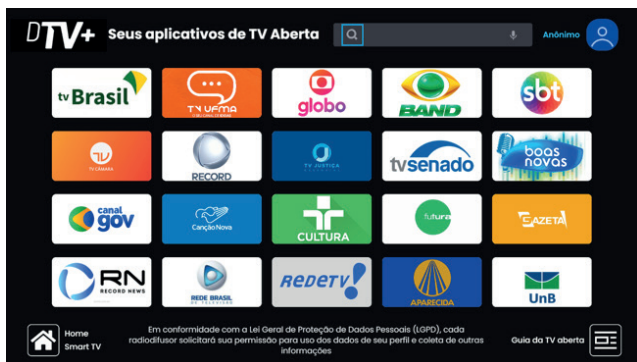 DTV+ Seus aplicativos de TV Aberta Anônimo
tv Brasil
TV UFMA
globo
BAND
sbt
TV CÂMARA
RECORD
TV JUSTIÇA
tvsenado
boas novas
canal gov
Canção Nova
CULTURA
futura
GAZETA
RN RECORD NEWS
REDE BRASIL DE TELEVISÃO
REDETV!
APARECIDA
UnB
Home
Smart TV
Em conformidade com a Lei Geral de Proteção de Dados Pessoais (LGPD), cada
radiodifusor solicitará sua permissão para uso dos dados de seu perfil e coleta de outras
informações
Guia da TV aberta